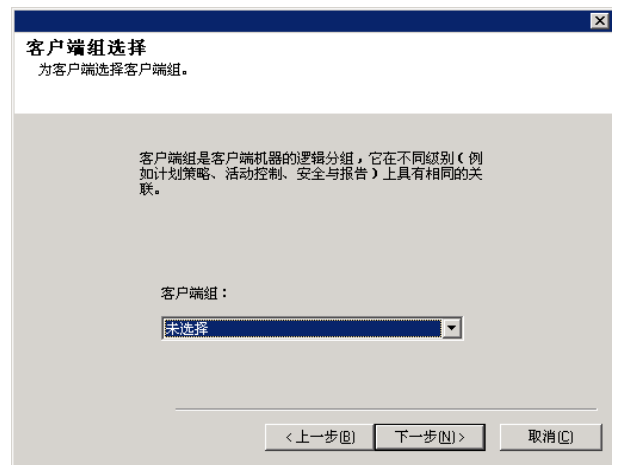 客户端组选择
为客户端选择客户端组。
客户端组是客户端机器的逻辑分组，它在不同级别(例
如计划策略、活动控制、安全与报告)上具有相同的关
联。
客户端组：
未选择
<上一步(B)
下一步(N)>
取消(C)